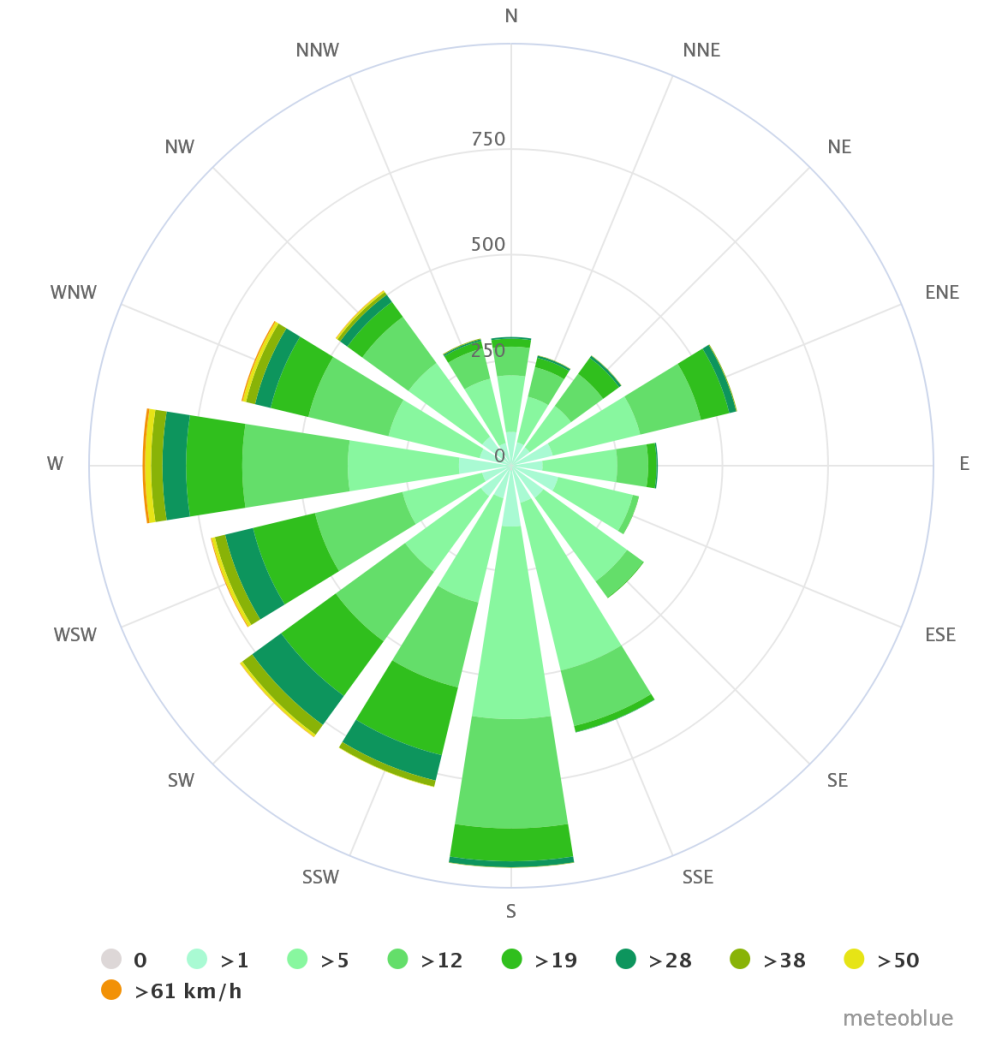 N
NNW NNE
NW NE
750
500
WNW ENE
250
0
W E
WSW ESE
SW SE
SSW SSE
S
0 >1 >5 >12 >19 >28 >38 >50
>61 km/h
meteoblue